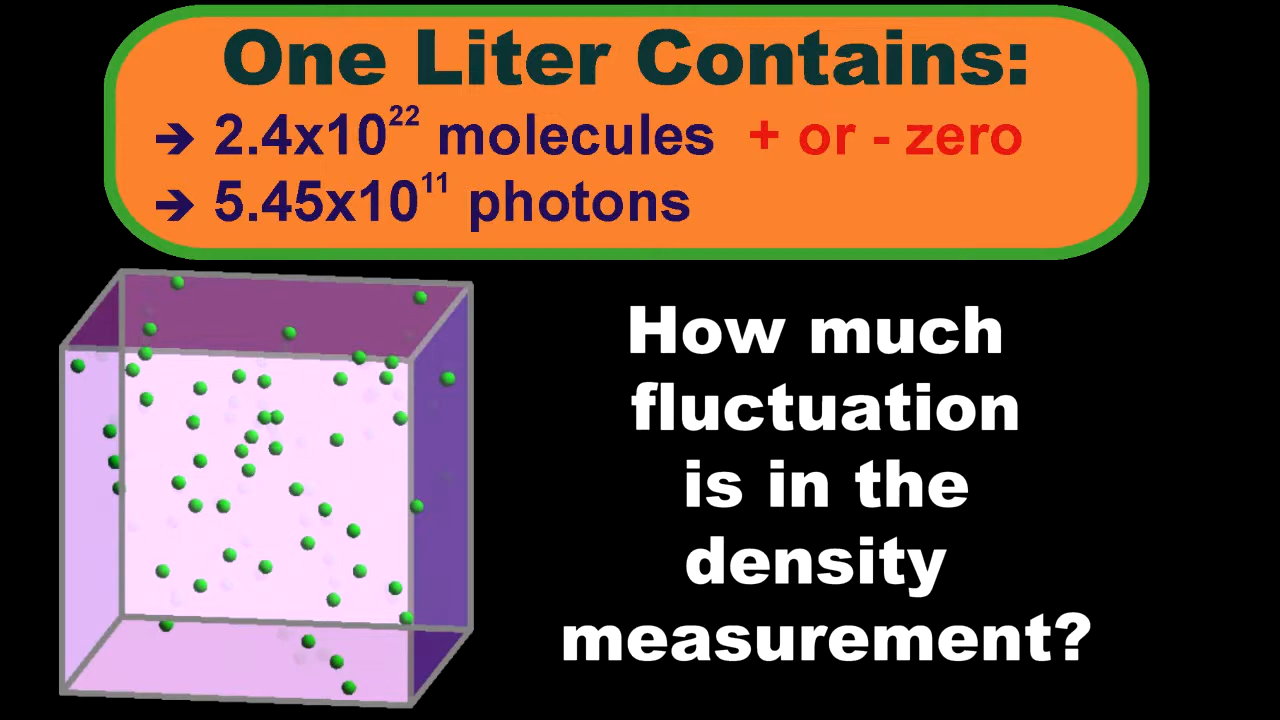 One Liter Contains:
➔ 2.4x10²² molecules + or - zero
➔ 5.45x10¹¹ photons
How much
fluctuation
is in the
density
measurement?